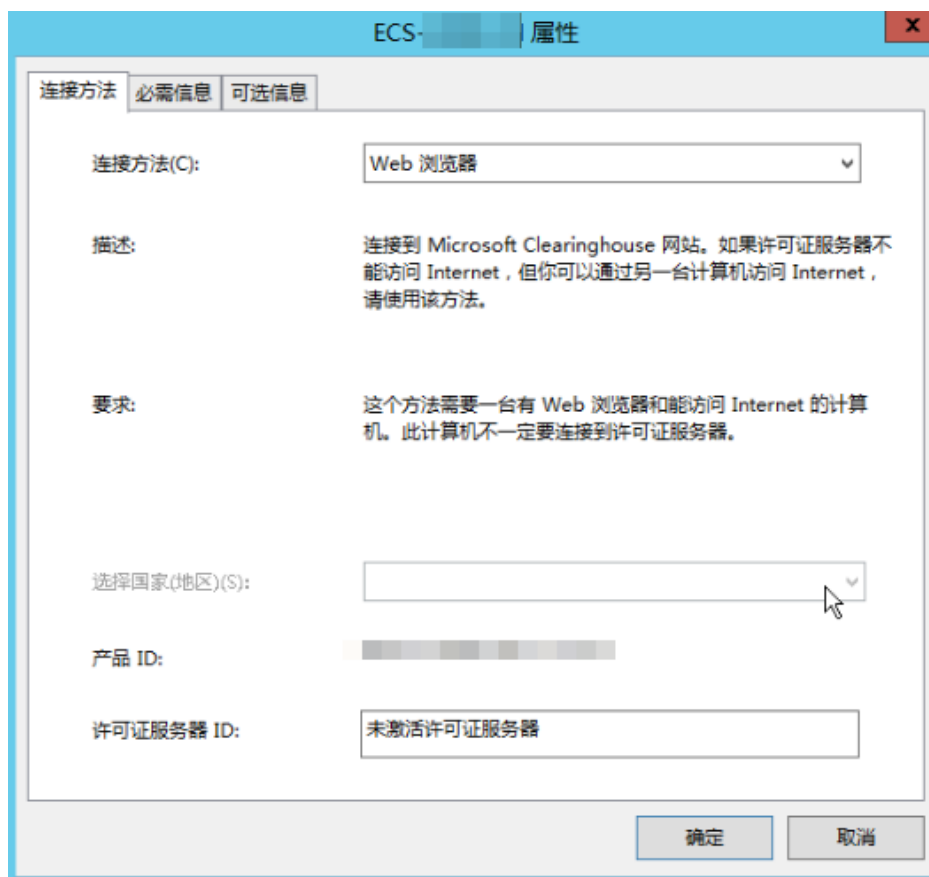 ECS- 属性
x
连接方法
必需信息
可选信息
连接方法(C):
Web 浏览器
描述:
连接到 Microsoft Clearinghouse 网站。如果许可证服务器不
能访问 Internet，但你可以通过另一台计算机访问 Internet，
请使用该方法。
要求:
这个方法需要一台有 Web 浏览器和能访问 Internet 的计算
机。此计算机不一定要连接到许可证服务器。
选择国家(地区)(S):
产品 ID:
许可证服务器 ID:
未激活许可证服务器
确定
取消